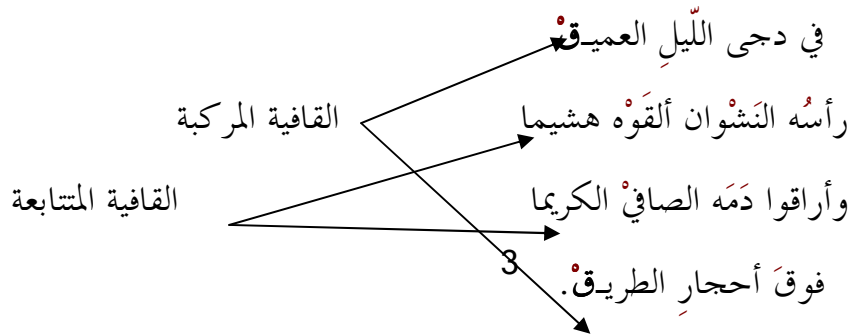 في دجى اللّيلِ العميـقْ
رأسُه النَشْوان ألقَوْه هشيما
القافية المركبة
وأراقوا دَمَه الصافيْ الكريما
القافية المتتابعة
3
فوقَ أحجارِ الطريـقْ.